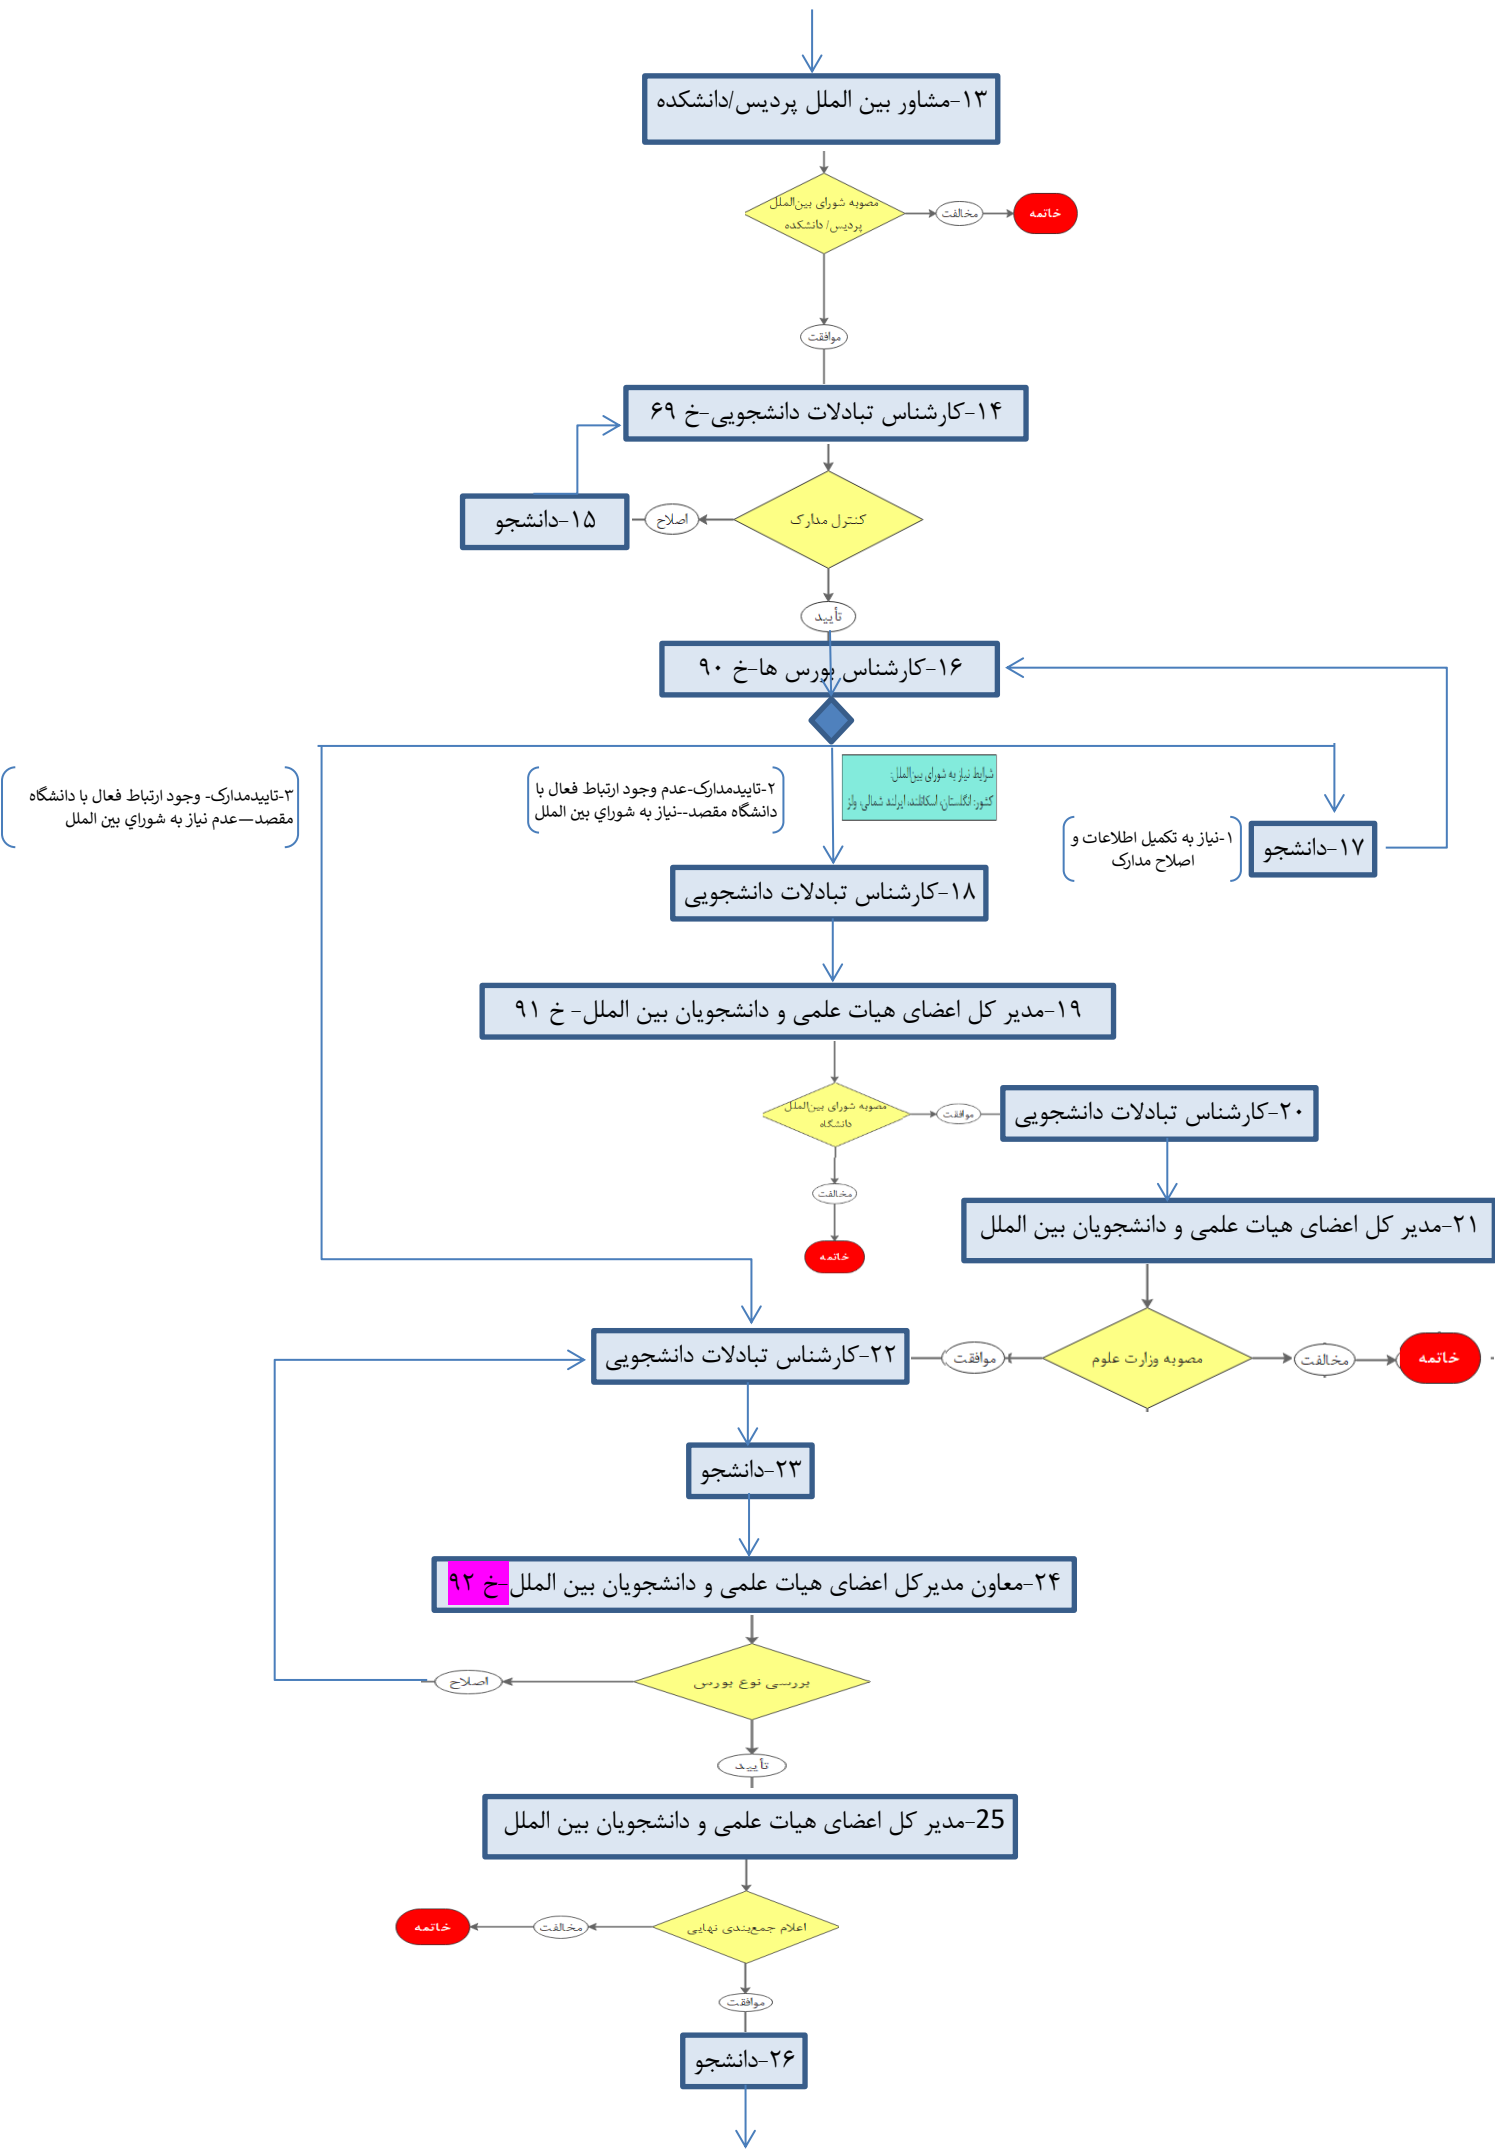 ۱۳-مشاور بین الملل پردیس/دانشکده
مصوبه شورای بین‌الملل
پردیس/ دانشکده
مخالفت
خاتمه
موافقت
۱۴-کارشناس تبادلات دانشجویی-خ ۶۹
کنترل مدارک
اصلاح
۱۵-دانشجو
تأیید
۱۶-کارشناس بورس ها-خ ۹۰
شرایط نیاز به شورای بین‌الملل:
کشور: انگلستان، اسکاتلند، ایرلند شمالی، ولز
۱-نیاز به تکمیل اطلاعات و
اصلاح مدارک
۱۷-دانشجو
۲-تاییدمدارک-عدم وجود ارتباط فعال با
دانشگاه مقصد--نیاز به شوراي بین الملل
۳-تاییدمدارک- وجود ارتباط فعال با دانشگاه
مقصد—عدم نیاز به شوراي بین الملل
۱۸-کارشناس تبادلات دانشجویی
۱۹-مدیر کل اعضای هیات علمی و دانشجویان بین الملل- خ ۹۱
مصوبه شورای بین‌الملل
دانشگاه
موافقت
۲۰-کارشناس تبادلات دانشجویی
مخالفت
خاتمه
۲۱-مدیر کل اعضای هیات علمی و دانشجویان بین الملل
مصوبه وزارت علوم
مخالفت
خاتمه
موافقت
۲۲-کارشناس تبادلات دانشجویی
۲۳-دانشجو
۲۴-معاون مدیرکل اعضای هیات علمی و دانشجویان بین الملل-خ ۹۲
بررسی نوع بورس
اصلاح
تأیید
25-مدیر کل اعضای هیات علمی و دانشجویان بین الملل
اعلام جمع‌بندی نهایی
مخالفت
خاتمه
موافقت
۲۶-دانشجو